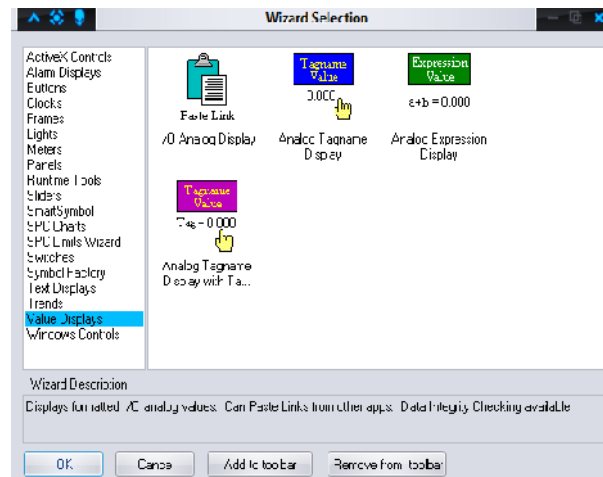 Wizard Selection
ActiveX Controls
Alarm Displays
Buttons
Clocks
Frames
Lights
Meters
Panels
Runtime Tools
Sliders
SmartSymbol
SPC Charts
SPC Limits Wizard
Switches
Symbol Factory
Text Displays
Trends
Value Displays
Windows Controls
Paste Link
I/O Analog Display
Tagname
Value
0.000
Analog Tagname
Display
Expression
Value
a+b = 0.000
Analog Expression
Display
Tagname
Value
Tag = 0.000
Analog Tagname
Display with Ta...
Wizard Description
Displays formatted I/O analog values. Can Paste Links from other apps. Data Integrity Checking available
OK
Cancel
Add to toolbar
Remove from toolbar